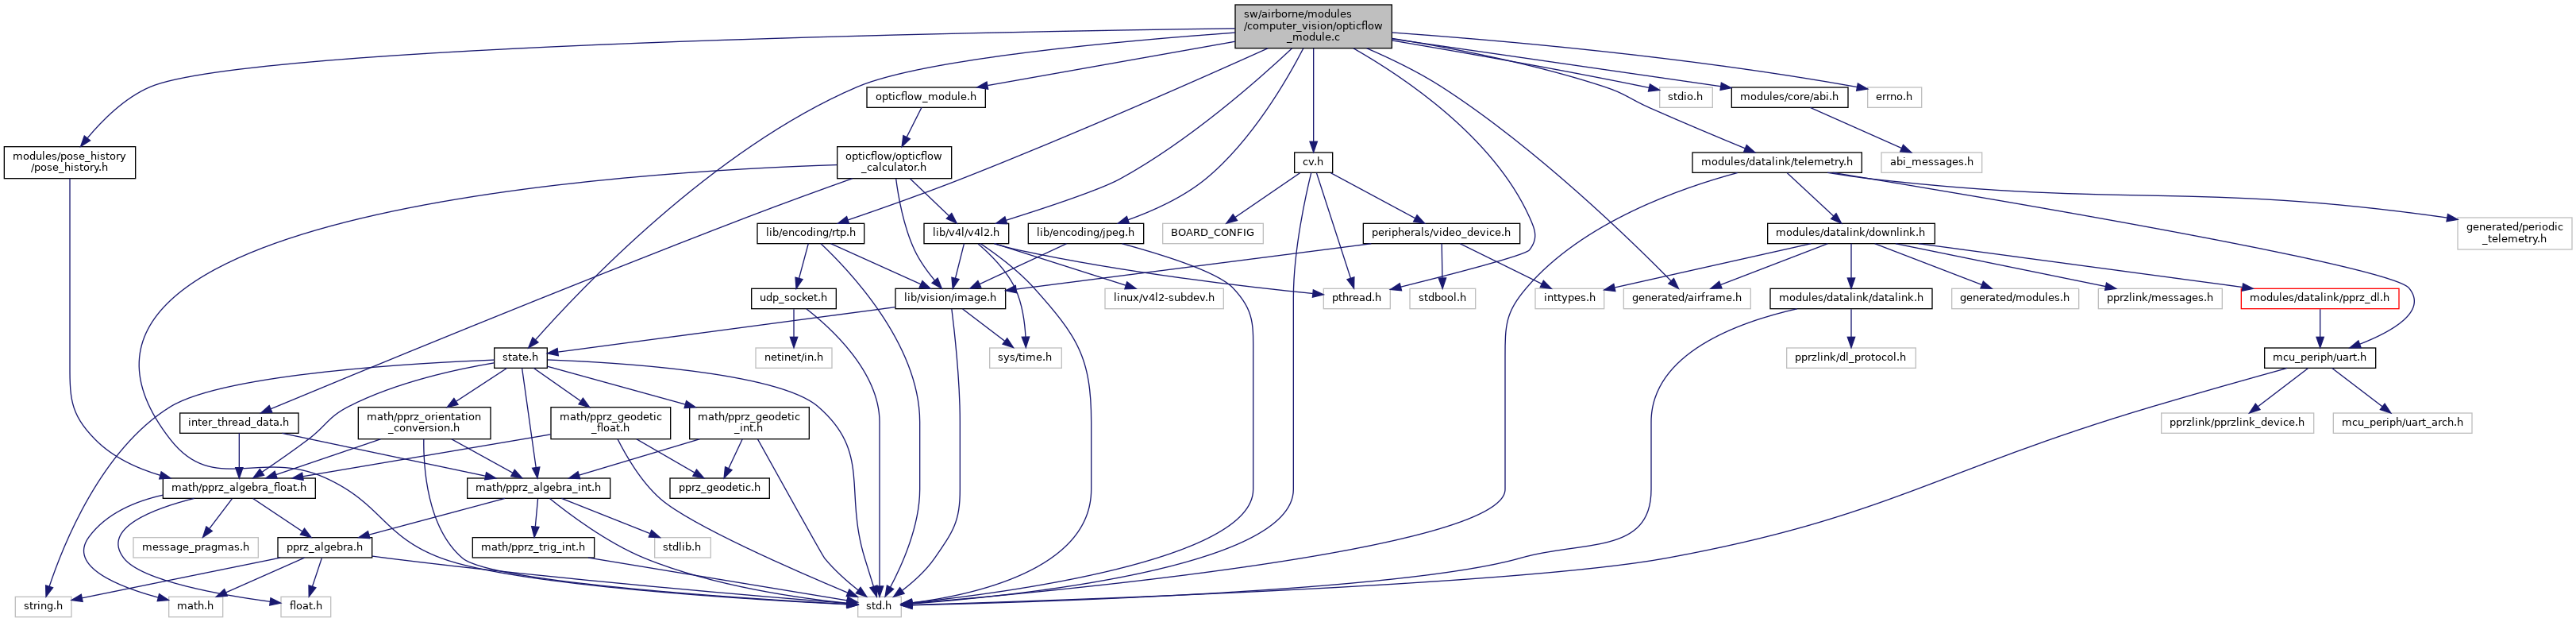 sw/airborne/modules
/computer_vision/opticflow
_module.c
opticflow_module.h
stdio.h
modules/core/abi.h
errno.h
modules/pose_history
/pose_history.h
opticflow/opticflow
_calculator.h
cv.h
modules/datalink/telemetry.h
abi_messages.h
lib/encoding/rtp.h
lib/v4l/v4l2.h
lib/encoding/jpeg.h
BOARD_CONFIG
peripherals/video_device.h
modules/datalink/downlink.h
generated/periodic
_telemetry.h
udp_socket.h
lib/vision/image.h
linux/v4l2-subdev.h
pthread.h
stdbool.h
inttypes.h
generated/airframe.h
modules/datalink/datalink.h
generated/modules.h
pprzlink/messages.h
modules/datalink/pprz_dl.h
state.h
netinet/in.h
sys/time.h
pprzlink/dl_protocol.h
mcu_periph/uart.h
inter_thread_data.h
math/pprz_orientation
_conversion.h
math/pprz_geodetic
_float.h
math/pprz_geodetic
_int.h
pprzlink/pprzlink_device.h
mcu_periph/uart_arch.h
math/pprz_algebra_float.h
math/pprz_algebra_int.h
pprz_geodetic.h
message_pragmas.h
pprz_algebra.h
math/pprz_trig_int.h
stdlib.h
string.h
math.h
float.h
std.h